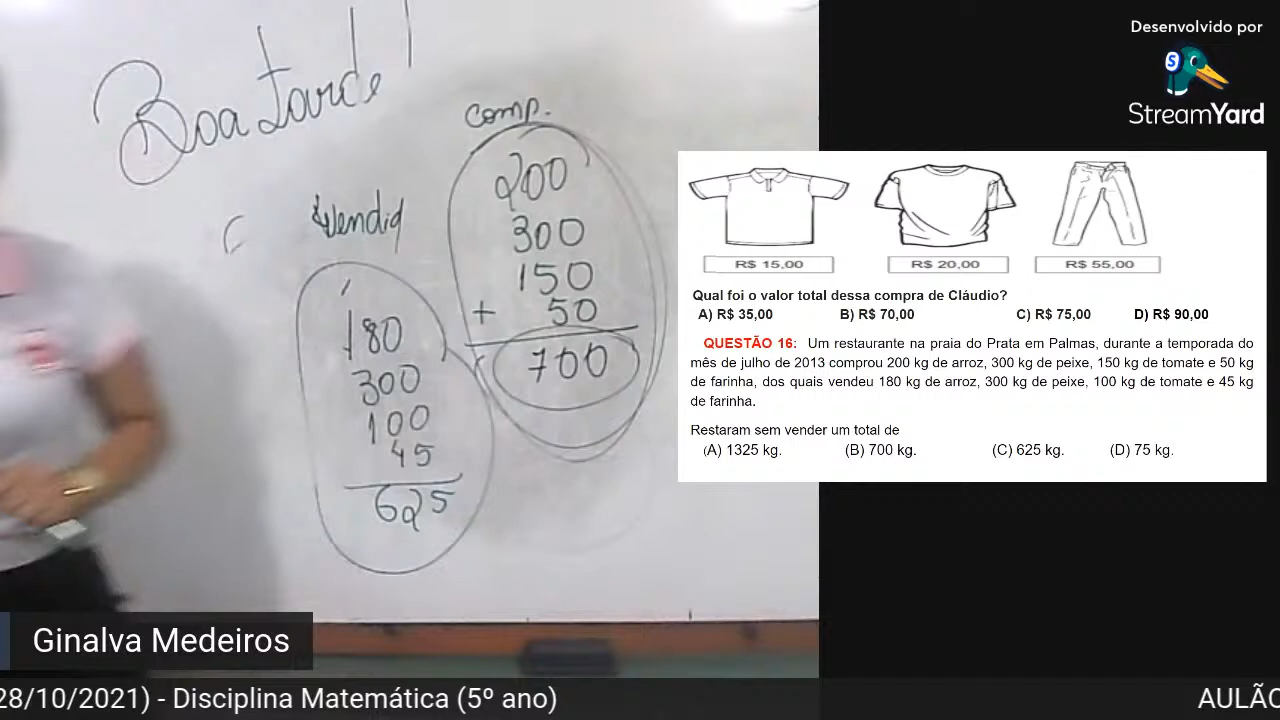 Boa tarde!
comp.
200
300
150
+ 50
700
Vendid
180
300
100
45
625
Desenvolvido por
S
StreamYard
R$ 15,00
R$ 20,00
R$ 55,00
Qual foi o valor total dessa compra de Cláudio?
A) R$ 35,00 B) R$ 70,00 C) R$ 75,00 D) R$ 90,00
QUESTÃO 16: Um restaurante na praia do Prata em Palmas, durante a temporada do
mês de julho de 2013 comprou 200 kg de arroz, 300 kg de peixe, 150 kg de tomate e 50 kg
de farinha, dos quais vendeu 180 kg de arroz, 300 kg de peixe, 100 kg de tomate e 45 kg
de farinha.
Restaram sem vender um total de
(A) 1325 kg. (B) 700 kg. (C) 625 kg. (D) 75 kg.
Ginalva Medeiros
28/10/2021) - Disciplina Matemática (5º ano)
AULÃO